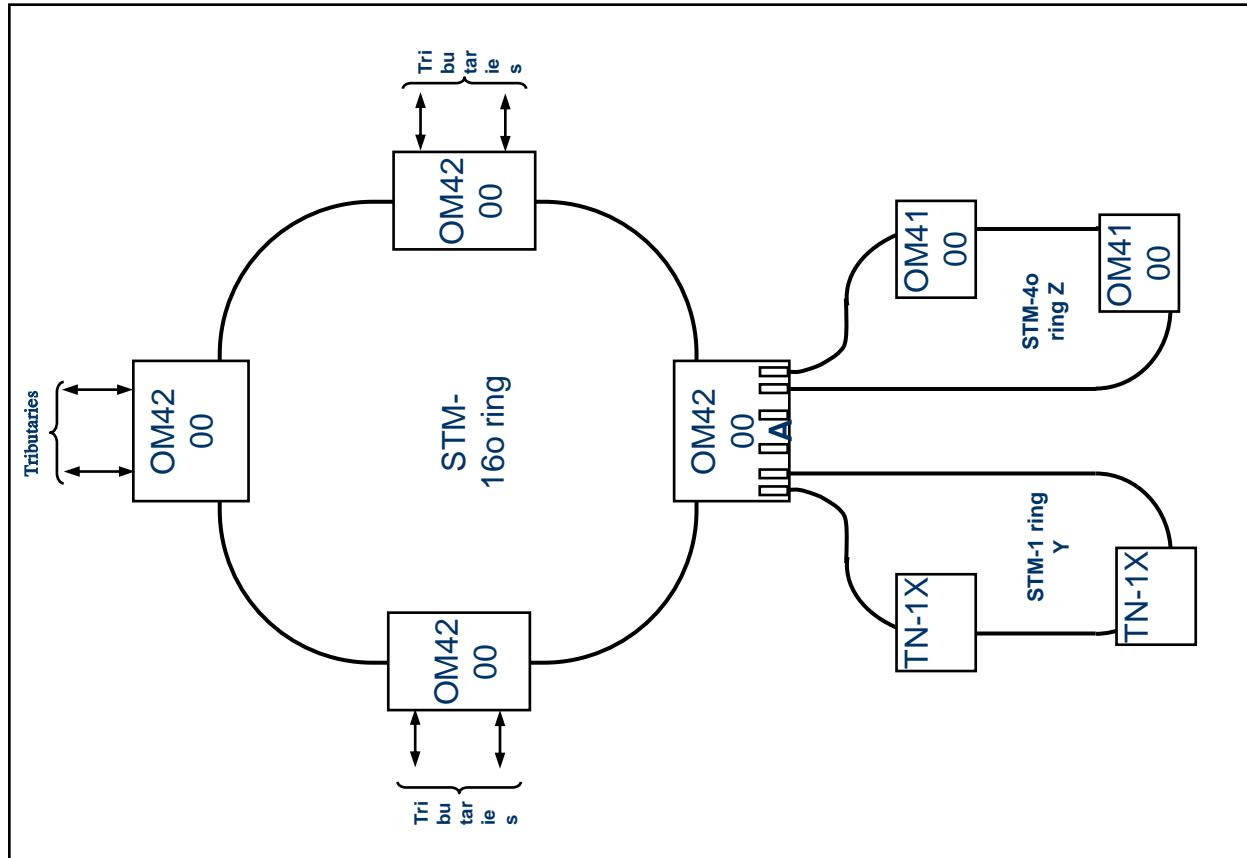 Tributaries
Tri
bu
tar
ie
s
OM42
00
OM42
00
STM-
16o ring
OM42
00
Tri
bu
tar
ie
s
OM42
00
A
OM41
00
STM-4o
ring Z
OM41
00
TN-1X
STM-1 ring
Y
TN-1X